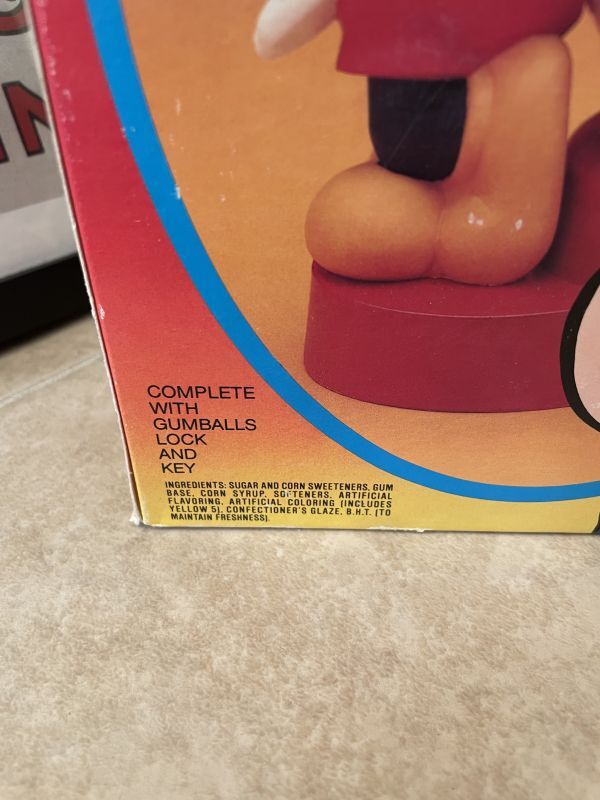 IN
COMPLETE
WITH
GUMBALLS
LOCK
AND
KEY
INGREDIENTS: SUGAR AND CORN SWEETENERS, GUM
BASE, CORN SYRUP, SOFTENERS, ARTIFICIAL
FLAVORING, ARTIFICIAL COLORING (INCLUDES
YELLOW 5), CONFECTIONER'S GLAZE, B.H.T. (TO
MAINTAIN FRESHNESS).